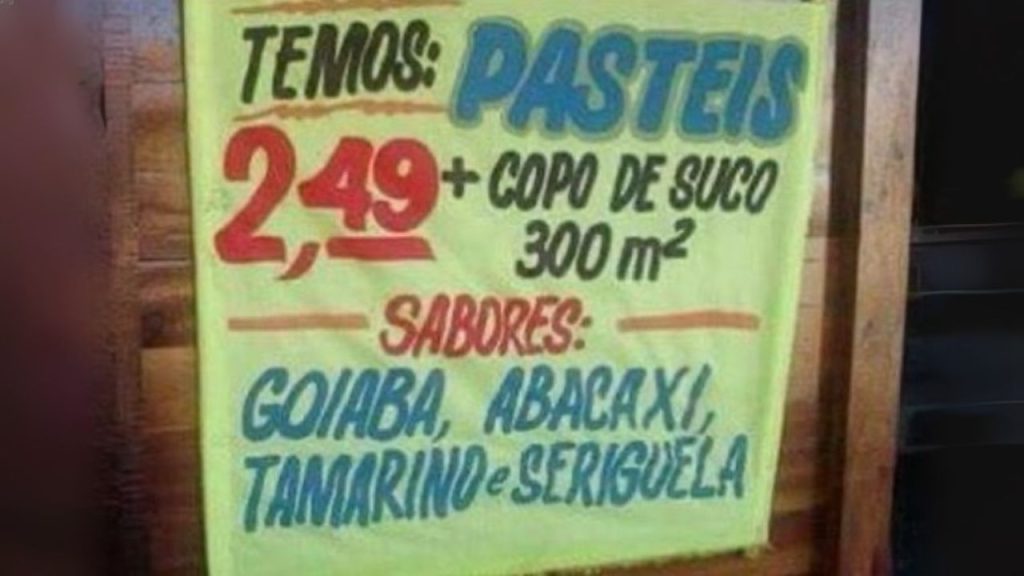 TEMOS: PASTEIS
2,49 + COPO DE SUCO
300 m²
SABORES:
GOIABA, ABACAXI,
TAMARINO e SERIGUELA